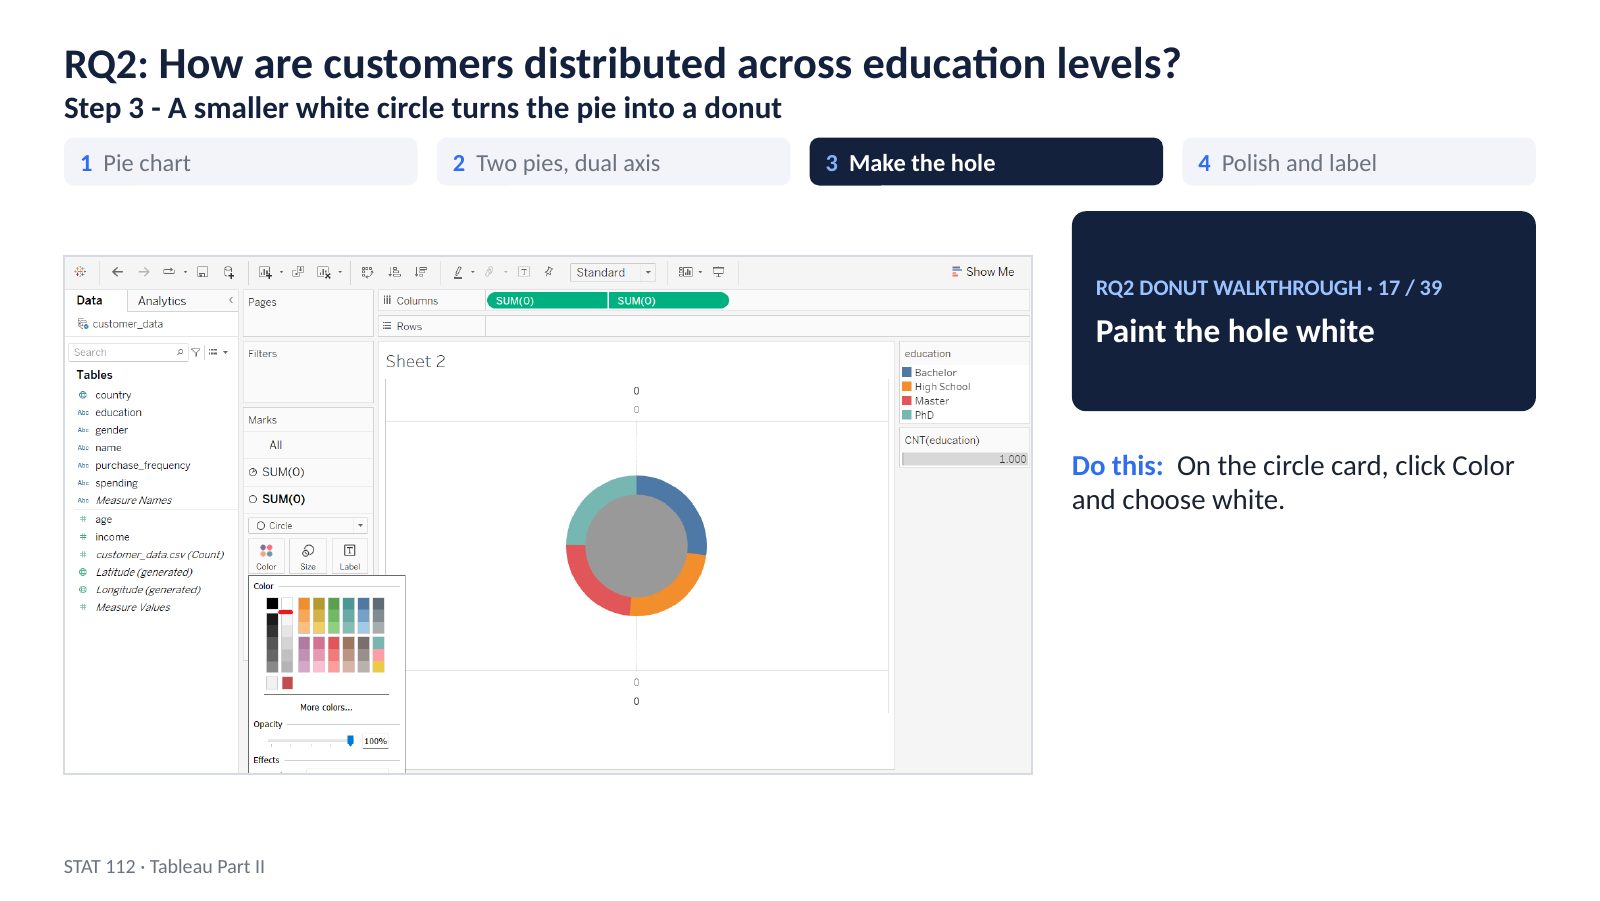 RQ2: How are customers distributed across education levels?
Step 3 - A smaller white circle turns the pie into a donut
1 Pie chart
2 Two pies, dual axis
3 Make the hole
4 Polish and label
Standard
Show Me
Data
Analytics
customer_data
Search
Tables
country
Abc education
Abc gender
Abc name
Abc purchase_frequency
Abc spending
Abc Measure Names
# age
# income
# customer_data.csv (Count)
Latitude (generated)
Longitude (generated)
# Measure Values
Pages
Filters
Marks
All
SUM(0)
SUM(0)
Circle
Color
Size
Label
Color
More colors...
Opacity
100%
Effects
Columns
SUM(0)
SUM(0)
Rows
Sheet 2
0
0
0
0
education
Bachelor
High School
Master
PhD
CNT(education)
1.000
RQ2 DONUT WALKTHROUGH · 17 / 39
Paint the hole white
Do this: On the circle card, click Color
and choose white.
STAT 112 · Tableau Part II